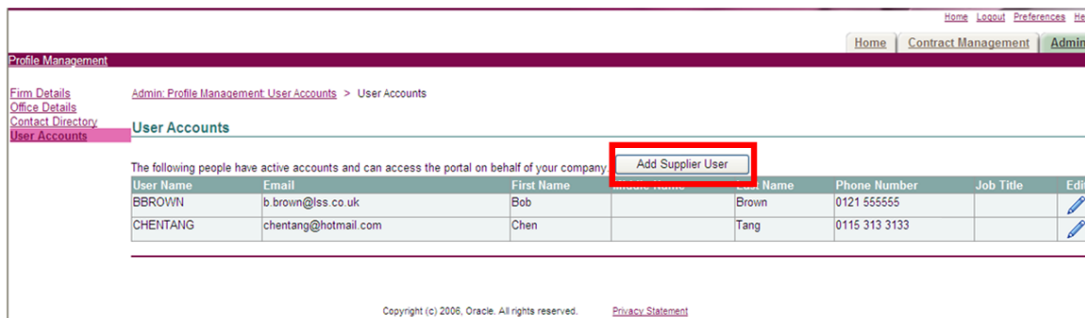 Home Logout Preferences He
Home Contract Management Admin
Profile Management
Firm Details
Office Details
Contact Directory
User Accounts
Admin: Profile Management: User Accounts > User Accounts
User Accounts
The following people have active accounts and can access the portal on behalf of your company. Add Supplier User
User Name Email First Name Middle Name Last Name Phone Number Job Title Edit
BBROWN b.brown@lss.co.uk Bob Brown 0121 555555
CHENTANG chentang@hotmail.com Chen Tang 0115 313 3133
Copyright (c) 2006, Oracle. All rights reserved. Privacy Statement